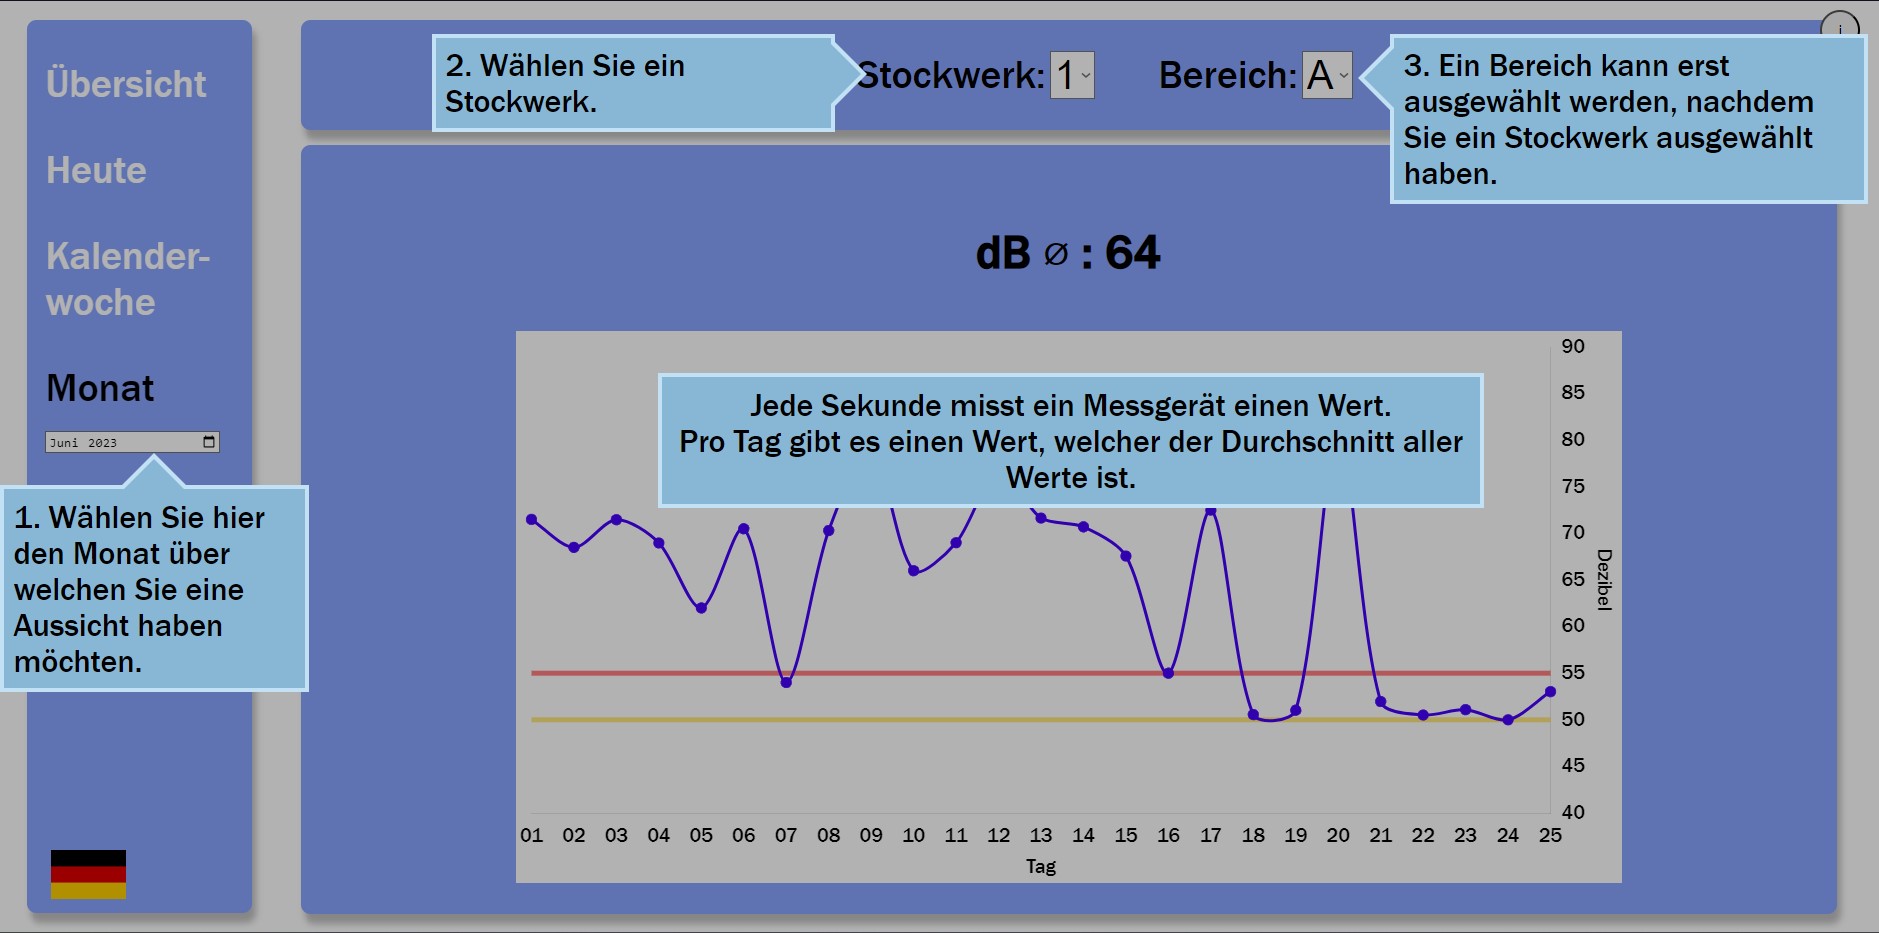 Übersicht
Heute
Kalender-
woche
Monat
Juni 2023
1. Wählen Sie hier
den Monat über
welchen Sie eine
Aussicht haben
möchten.
2. Wählen Sie ein
Stockwerk.
Stockwerk: 1
Bereich: A
i
3. Ein Bereich kann erst
ausgewählt werden, nachdem
Sie ein Stockwerk ausgewählt
haben.
dB ∅ : 64
Jede Sekunde misst ein Messgerät einen Wert.
Pro Tag gibt es einen Wert, welcher der Durchschnitt aller
Werte ist.
90
85
80
75
70
65
60
55
50
45
40
Dezibel
01 02 03 04 05 06 07 08 09 10 11 12 13 14 15 16 17 18 19 20 21 22 23 24 25
Tag